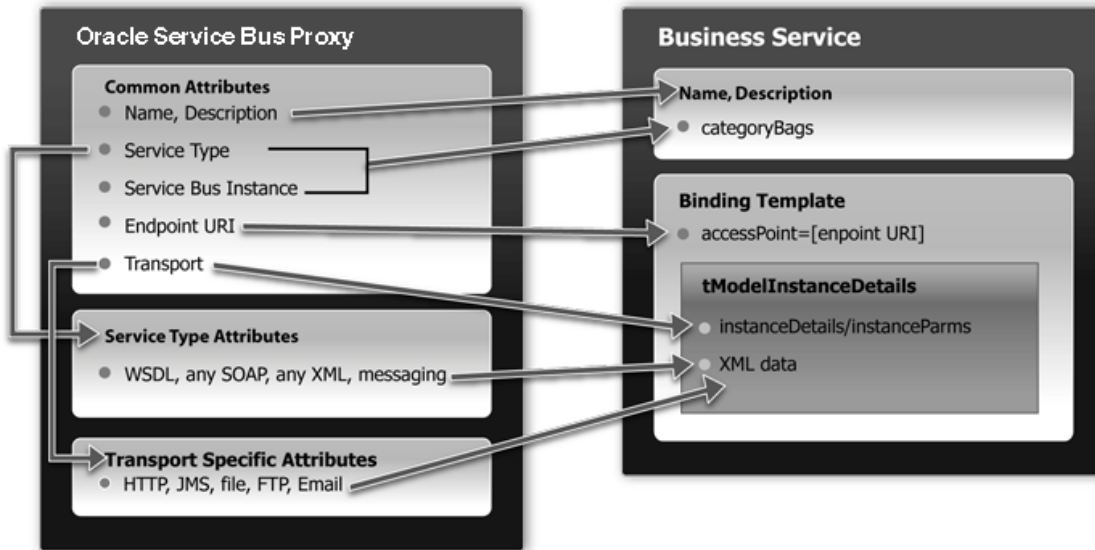 Oracle Service Bus Proxy
Common Attributes
Name, Description
Service Type
Service Bus Instance
Endpoint URI
Transport
Service Type Attributes
WSDL, any SOAP, any XML, messaging
Transport Specific Attributes
HTTP, JMS, file, FTP, Email
Business Service
Name, Description
categoryBags
Binding Template
accessPoint=[enpoint URI]
tModelInstanceDetails
instanceDetails/instanceParms
XML data